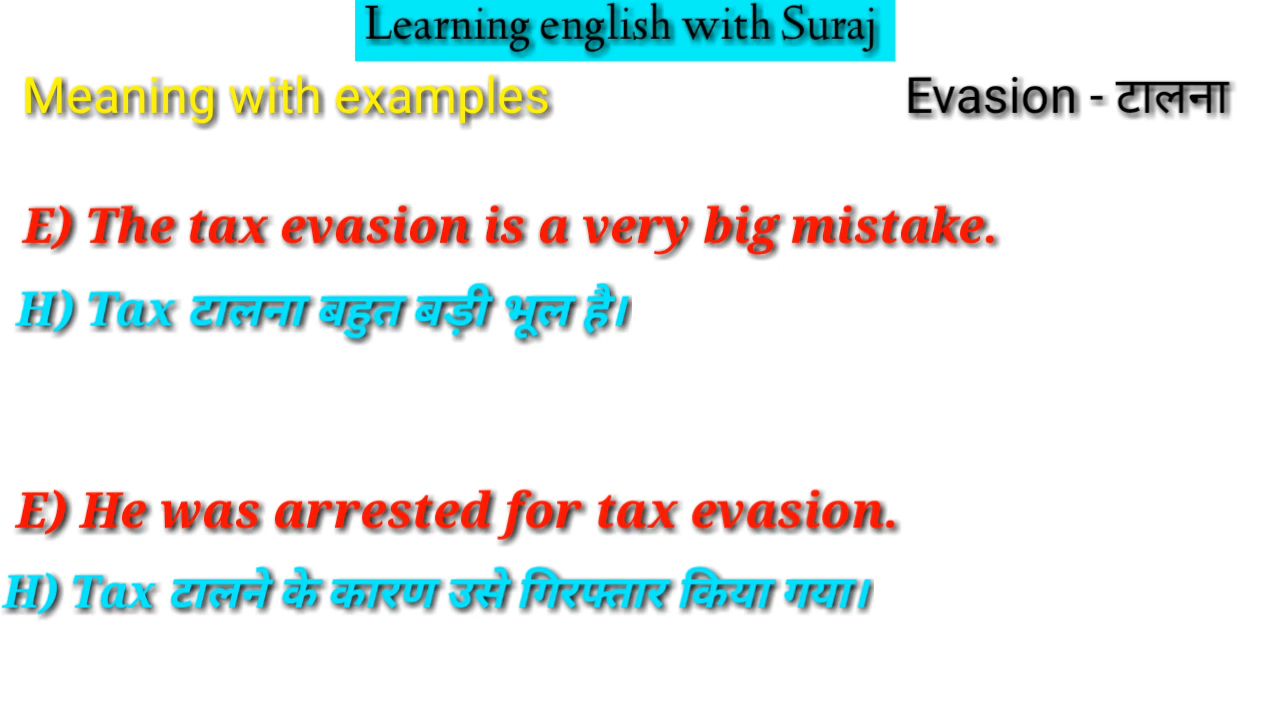 Learning english with Suraj
Meaning with examples
Evasion - टालना
E) The tax evasion is a very big mistake.
H) Tax टालना बहुत बड़ी भूल है।
E) He was arrested for tax evasion.
H) Tax टालने के कारण उसे गिरफ्तार किया गया।